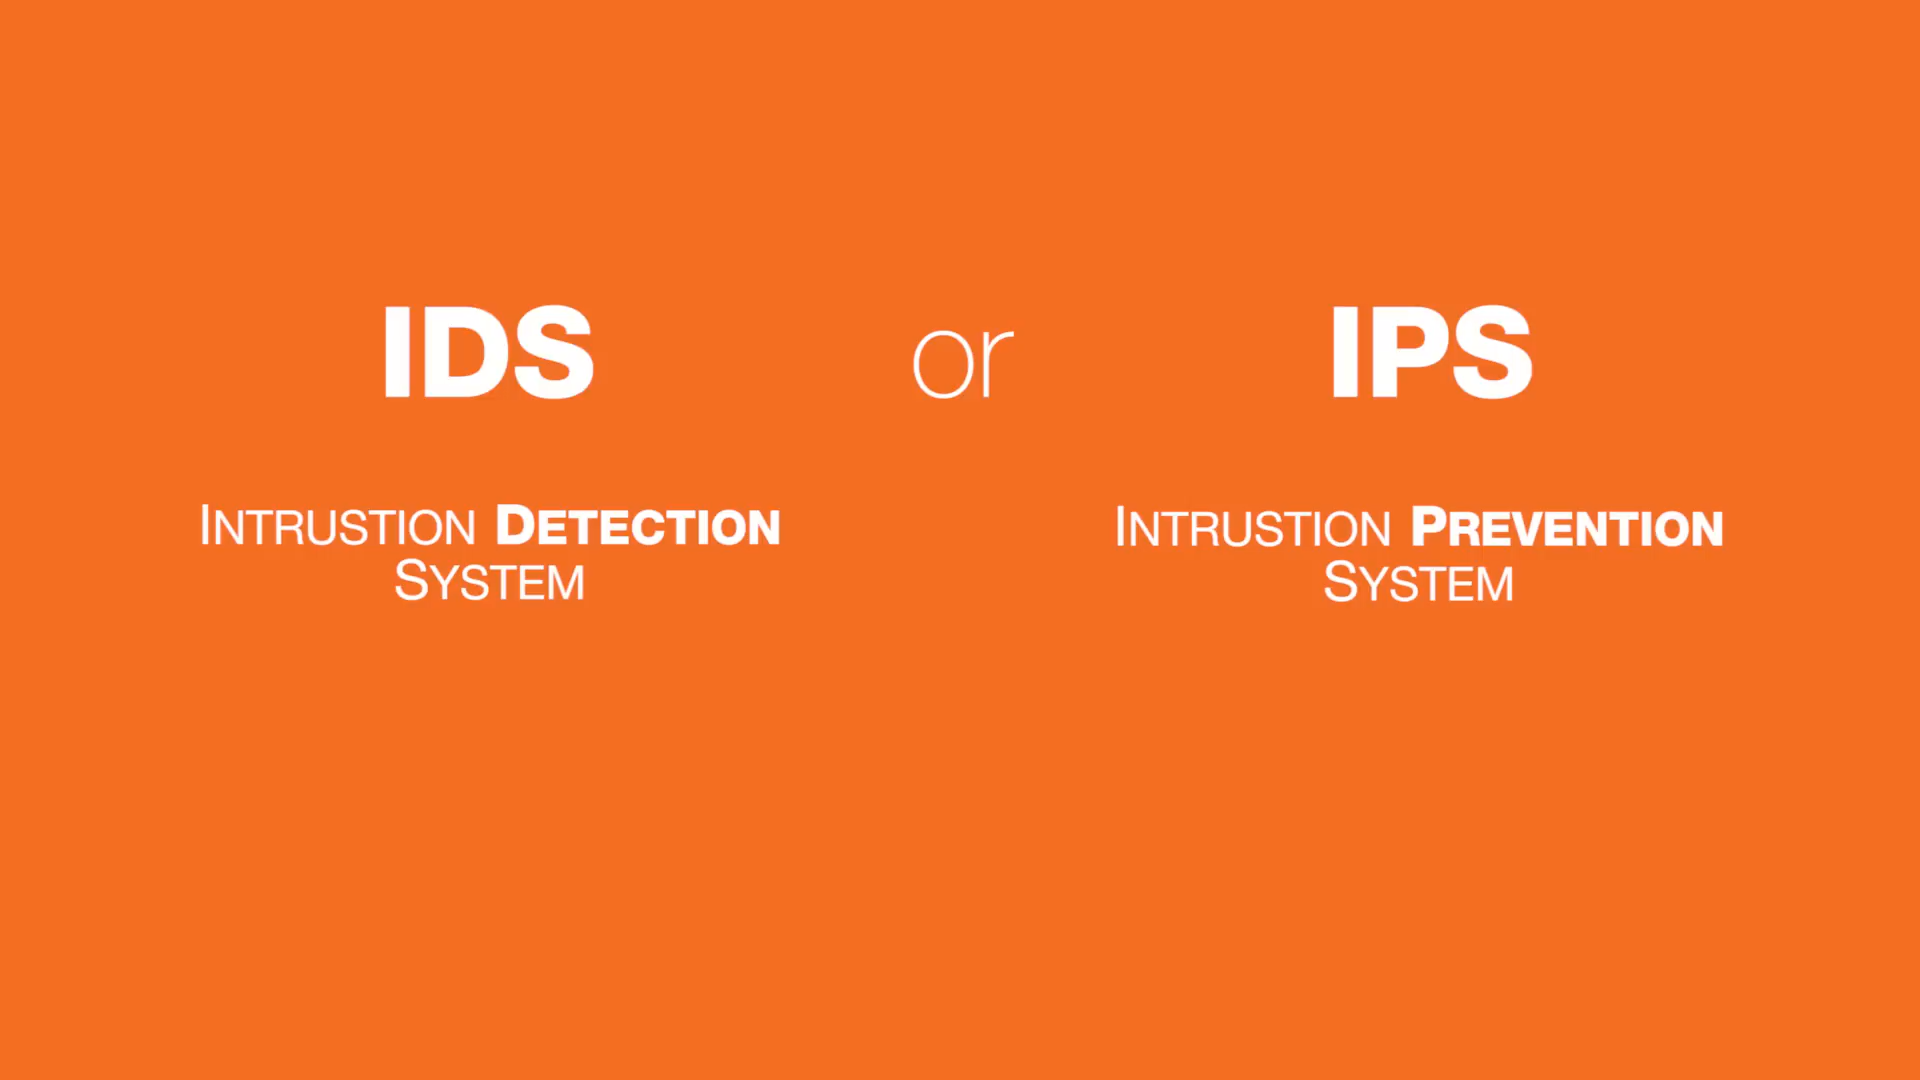 IDS or IPS
INTRUSTION DETECTION
SYSTEM
INTRUSTION PREVENTION
SYSTEM